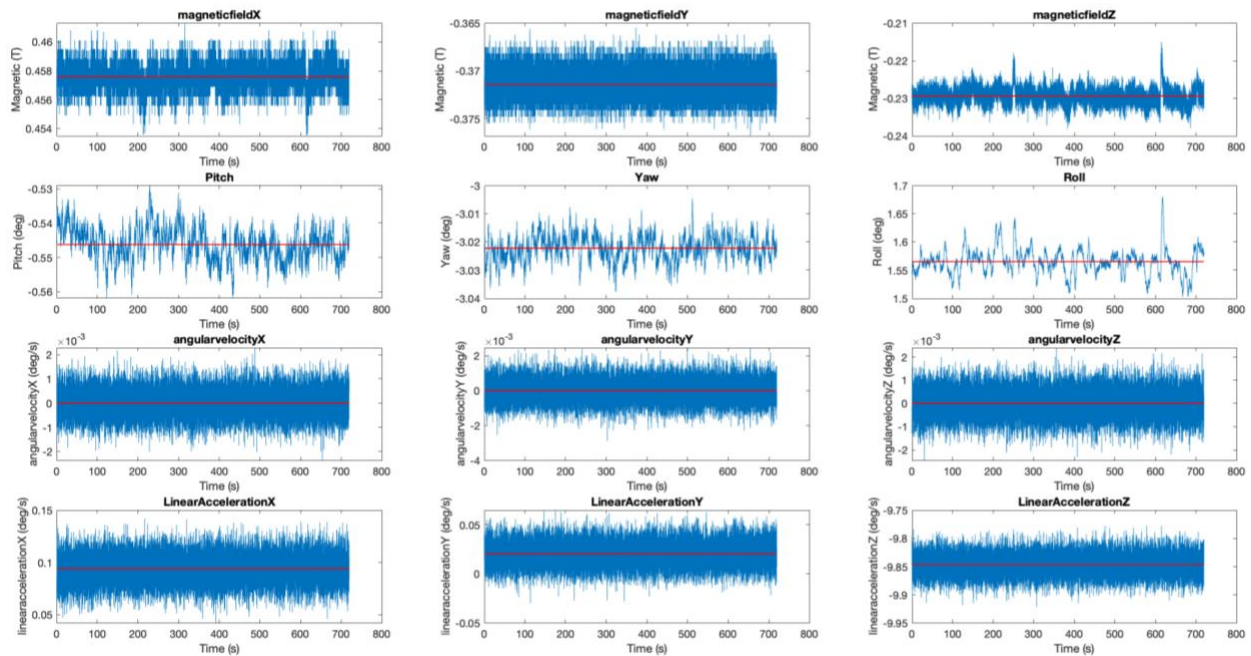 magneticfieldX
Magnetic (T)
0.46
0.458
0.456
0.454
0 100 200 300 400 500 600 700 800
Time (s)
magneticfieldY
Magnetic (T)
-0.365
-0.37
-0.375
0 100 200 300 400 500 600 700 800
Time (s)
magneticfieldZ
Magnetic (T)
-0.21
-0.22
-0.23
-0.24
0 100 200 300 400 500 600 700 800
Time (s)
Pitch
Pitch (deg)
-0.53
-0.54
-0.55
-0.56
0 100 200 300 400 500 600 700 800
Time (s)
Yaw
Yaw (deg)
-3
-3.01
-3.02
-3.03
-3.04
0 100 200 300 400 500 600 700 800
Time (s)
Roll
Roll (deg)
1.7
1.65
1.6
1.55
1.5
0 100 200 300 400 500 600 700 800
Time (s)
×10-3
angularvelocityX
angularvelocityX (deg/s)
2
1
0
-1
-2
0 100 200 300 400 500 600 700 800
Time (s)
×10-3
angularvelocityY
angularvelocityY (deg/s)
2
0
-2
-4
0 100 200 300 400 500 600 700 800
Time (s)
×10-3
angularvelocityZ
angularvelocityZ (deg/s)
2
1
0
-1
-2
0 100 200 300 400 500 600 700 800
Time (s)
LinearAccelerationX
linearaccelerationX (deg/s)
0.15
0.1
0.05
0 100 200 300 400 500 600 700 800
Time (s)
LinearAccelerationY
linearaccelerationY (deg/s)
0.05
0
-0.05
0 100 200 300 400 500 600 700 800
Time (s)
LinearAccelerationZ
linearaccelerationZ (deg/s)
-9.75
-9.8
-9.85
-9.9
-9.95
0 100 200 300 400 500 600 700 800
Time (s)